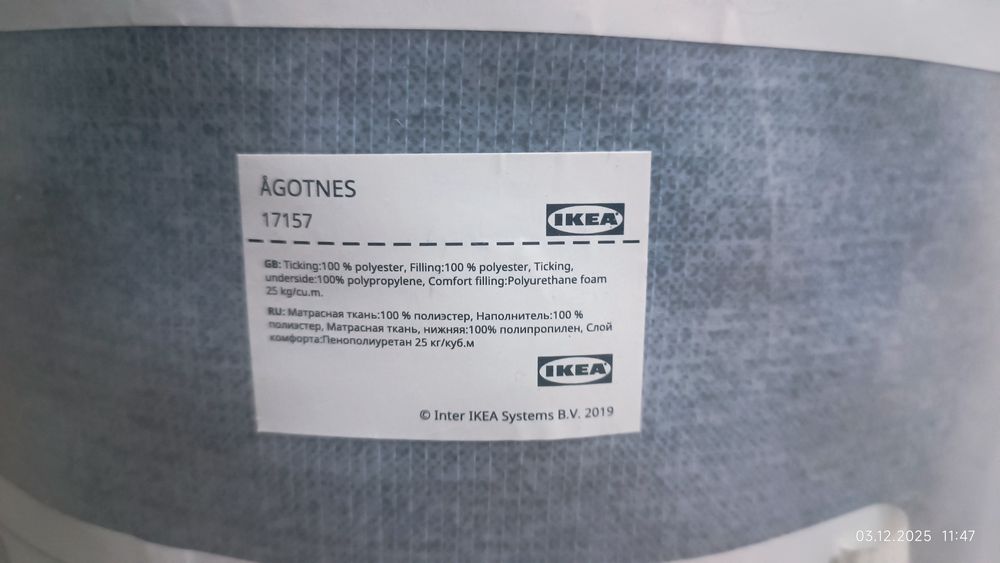 ÅGOTNES
17157
IKEA
GB: Ticking:100 % polyester, Filling:100 % polyester, Ticking,
underside:100% polypropylene, Comfort filling:Polyurethane foam
25 kg/cu.m.
RU: Матрасная ткань:100 % полиэстер, Наполнитель:100 %
полиэстер, Матрасная ткань, нижняя:100% полипропилен, Слой
комфорта:Пенополиуретан 25 кг/куб.м
IKEA
© Inter IKEA Systems B.V. 2019
03.12.2025 11:47